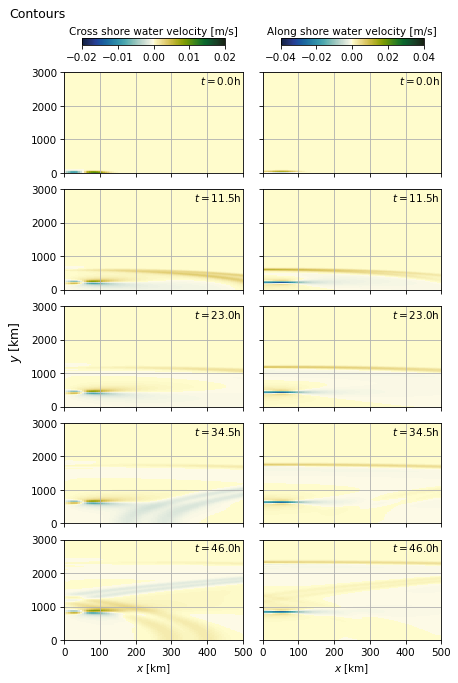 Contours
Cross shore water velocity [m/s] Along shore water velocity [m/s]
−0.02 −0.01 0.00 0.01 0.02 −0.04 −0.02 0.00 0.02 0.04
3000 t = 0.0h t = 0.0h
2000
1000
0
3000 t = 11.5h t = 11.5h
2000
1000
0
3000 t = 23.0h t = 23.0h
2000
y [km]
1000
0
3000 t = 34.5h t = 34.5h
2000
1000
0
3000 t = 46.0h t = 46.0h
2000
1000
0
0 100 200 300 400 500 0 100 200 300 400 500
x [km] x [km]